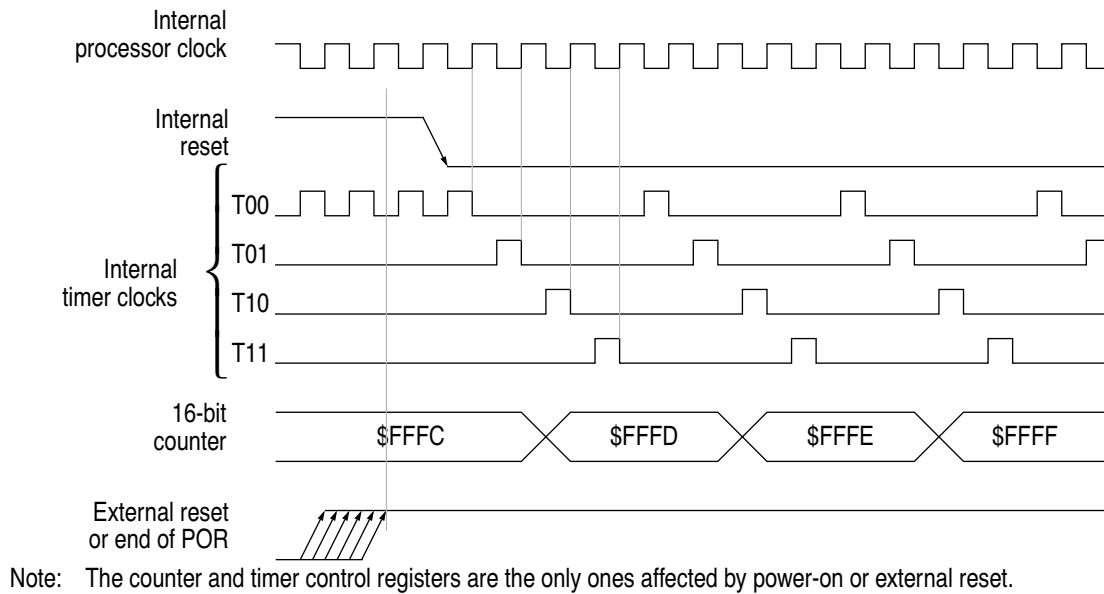 Internal
processor clock
Internal
reset
T00
T01
Internal
timer clocks
T10
T11
16-bit
counter
$FFFC
$FFFD
$FFFE
$FFFF
External reset
or end of POR
Note: The counter and timer control registers are the only ones affected by power-on or external reset.